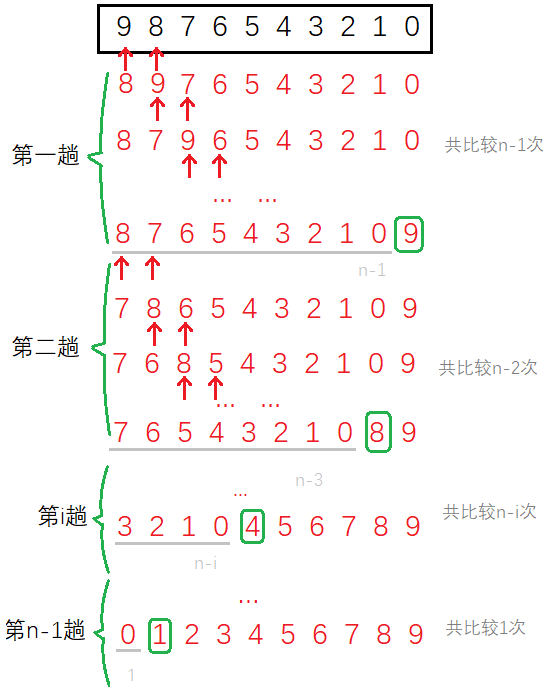 9 8 7 6 5 4 3 2 1 0
8 9 7 6 5 4 3 2 1 0
第一趟
8 7 9 6 5 4 3 2 1 0 共比较n-1次
... ...
8 7 6 5 4 3 2 1 0 9
n-1
7 8 6 5 4 3 2 1 0 9
第二趟
7 6 8 5 4 3 2 1 0 9 共比较n-2次
... ...
7 6 5 4 3 2 1 0 8 9
n-3
...
第i趟 3 2 1 0 4 5 6 7 8 9 共比较n-i次
n-i
...
第n-1趟 0 1 2 3 4 5 6 7 8 9 共比较1次
1